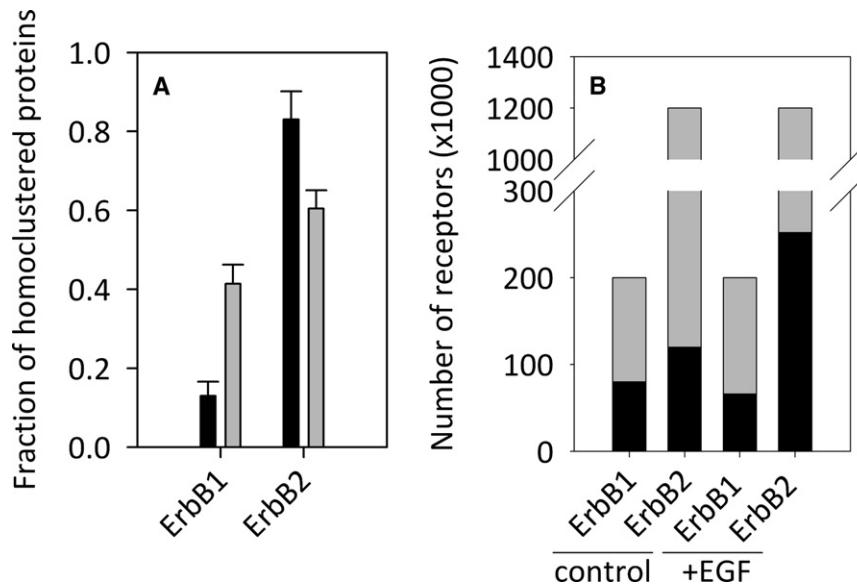 Fraction of homoclustered proteins
1.0
0.8
0.6
0.4
0.2
0.0
A
ErbB1
ErbB2
Number of receptors (x1000)
1400
1200
1000
300
200
100
0
B
ErbB1
ErbB2
ErbB1
ErbB2
control
+EGF